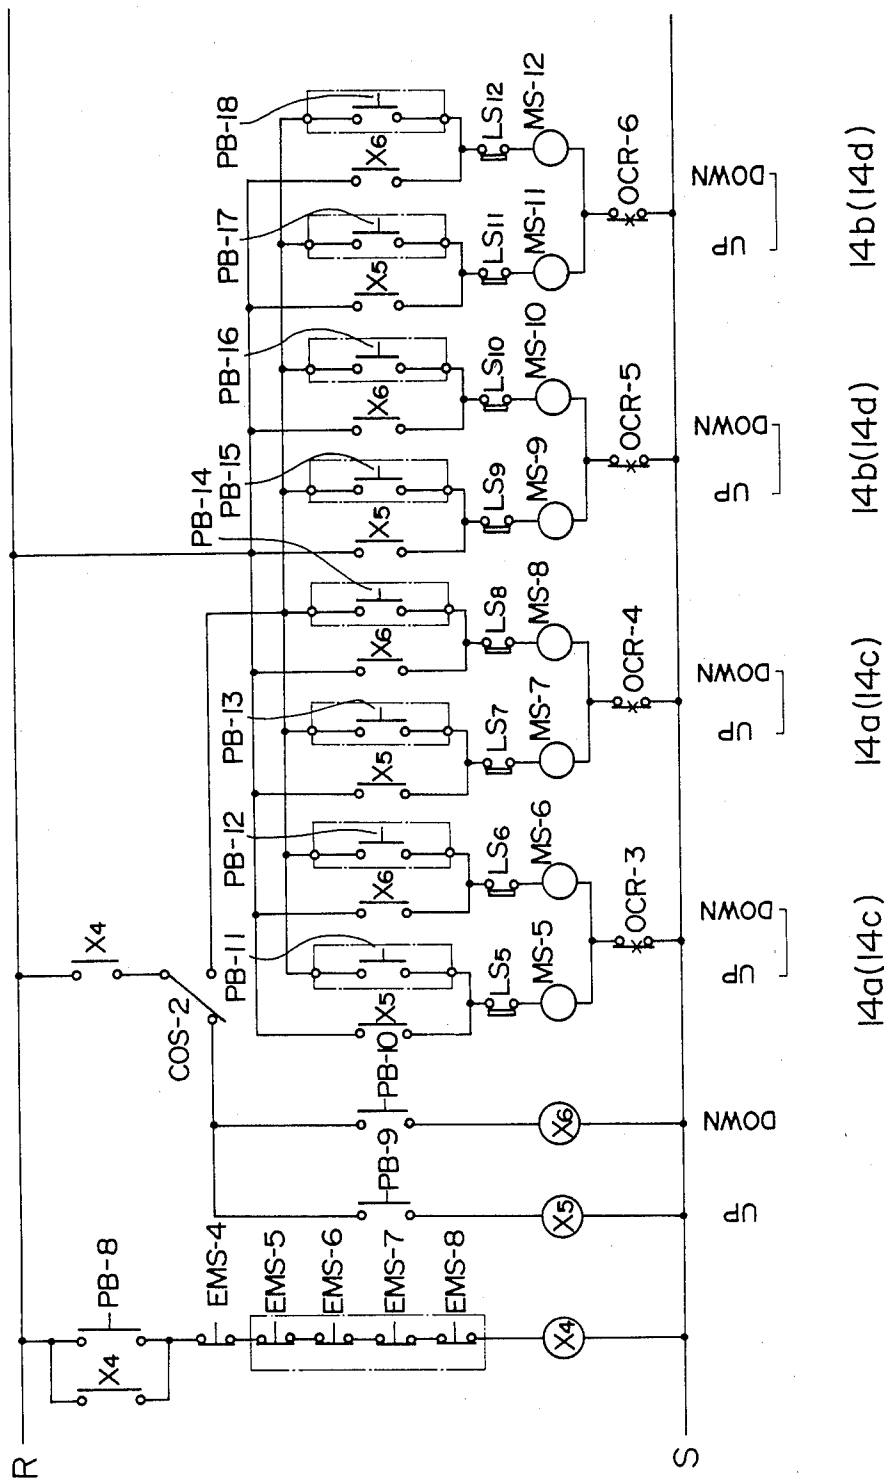 R
X4
PB-8
X4
COS-2
EMS-4
EMS-5
EMS-6
EMS-7
EMS-8
PB-11
PB-12
PB-13
PB-14
PB-15
PB-16
PB-17
PB-18
PB-9
PB-10
X5
X6
X5
X6
X5
X6
X5
X6
LS5
LS6
LS7
LS8
LS9
LS10
LS11
LS12
X4
X5
X6
MS-5
MS-6
MS-7
MS-8
MS-9
MS-10
MS-11
MS-12
OCR-3
OCR-4
OCR-5
OCR-6
S
UP
DOWN
UP
DOWN
UP
DOWN
UP
DOWN
UP
DOWN
14a(14c)
14a(14c)
14b(14d)
14b(14d)